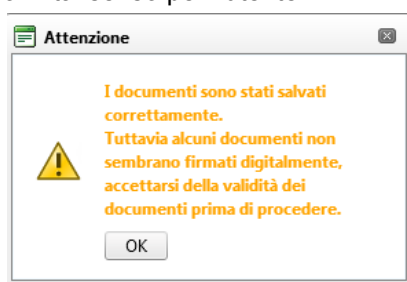 Attenzione
I documenti sono stati salvati
correttamente.
Tuttavia alcuni documenti non
sembrano firmati digitalmente,
accettarsi della validità dei
documenti prima di procedere.
OK